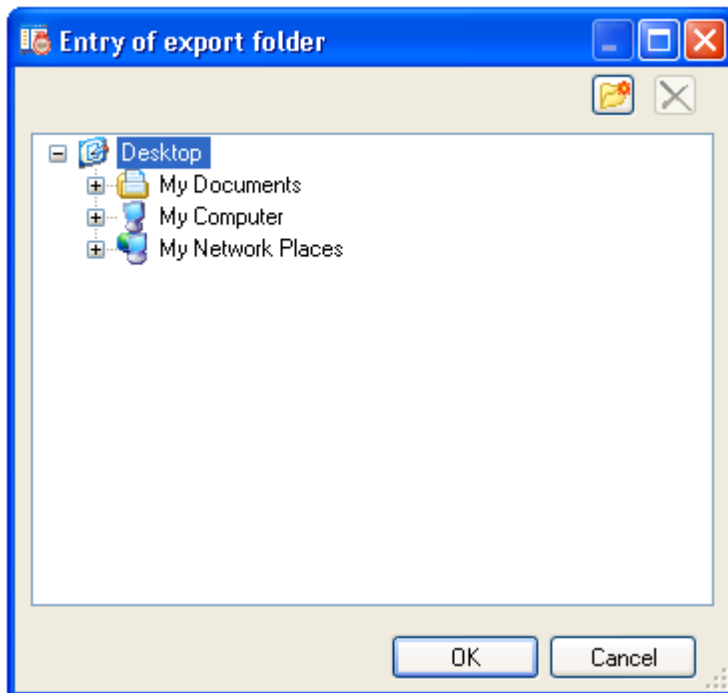 Entry of export folder
Desktop
My Documents
My Computer
My Network Places
OK
Cancel